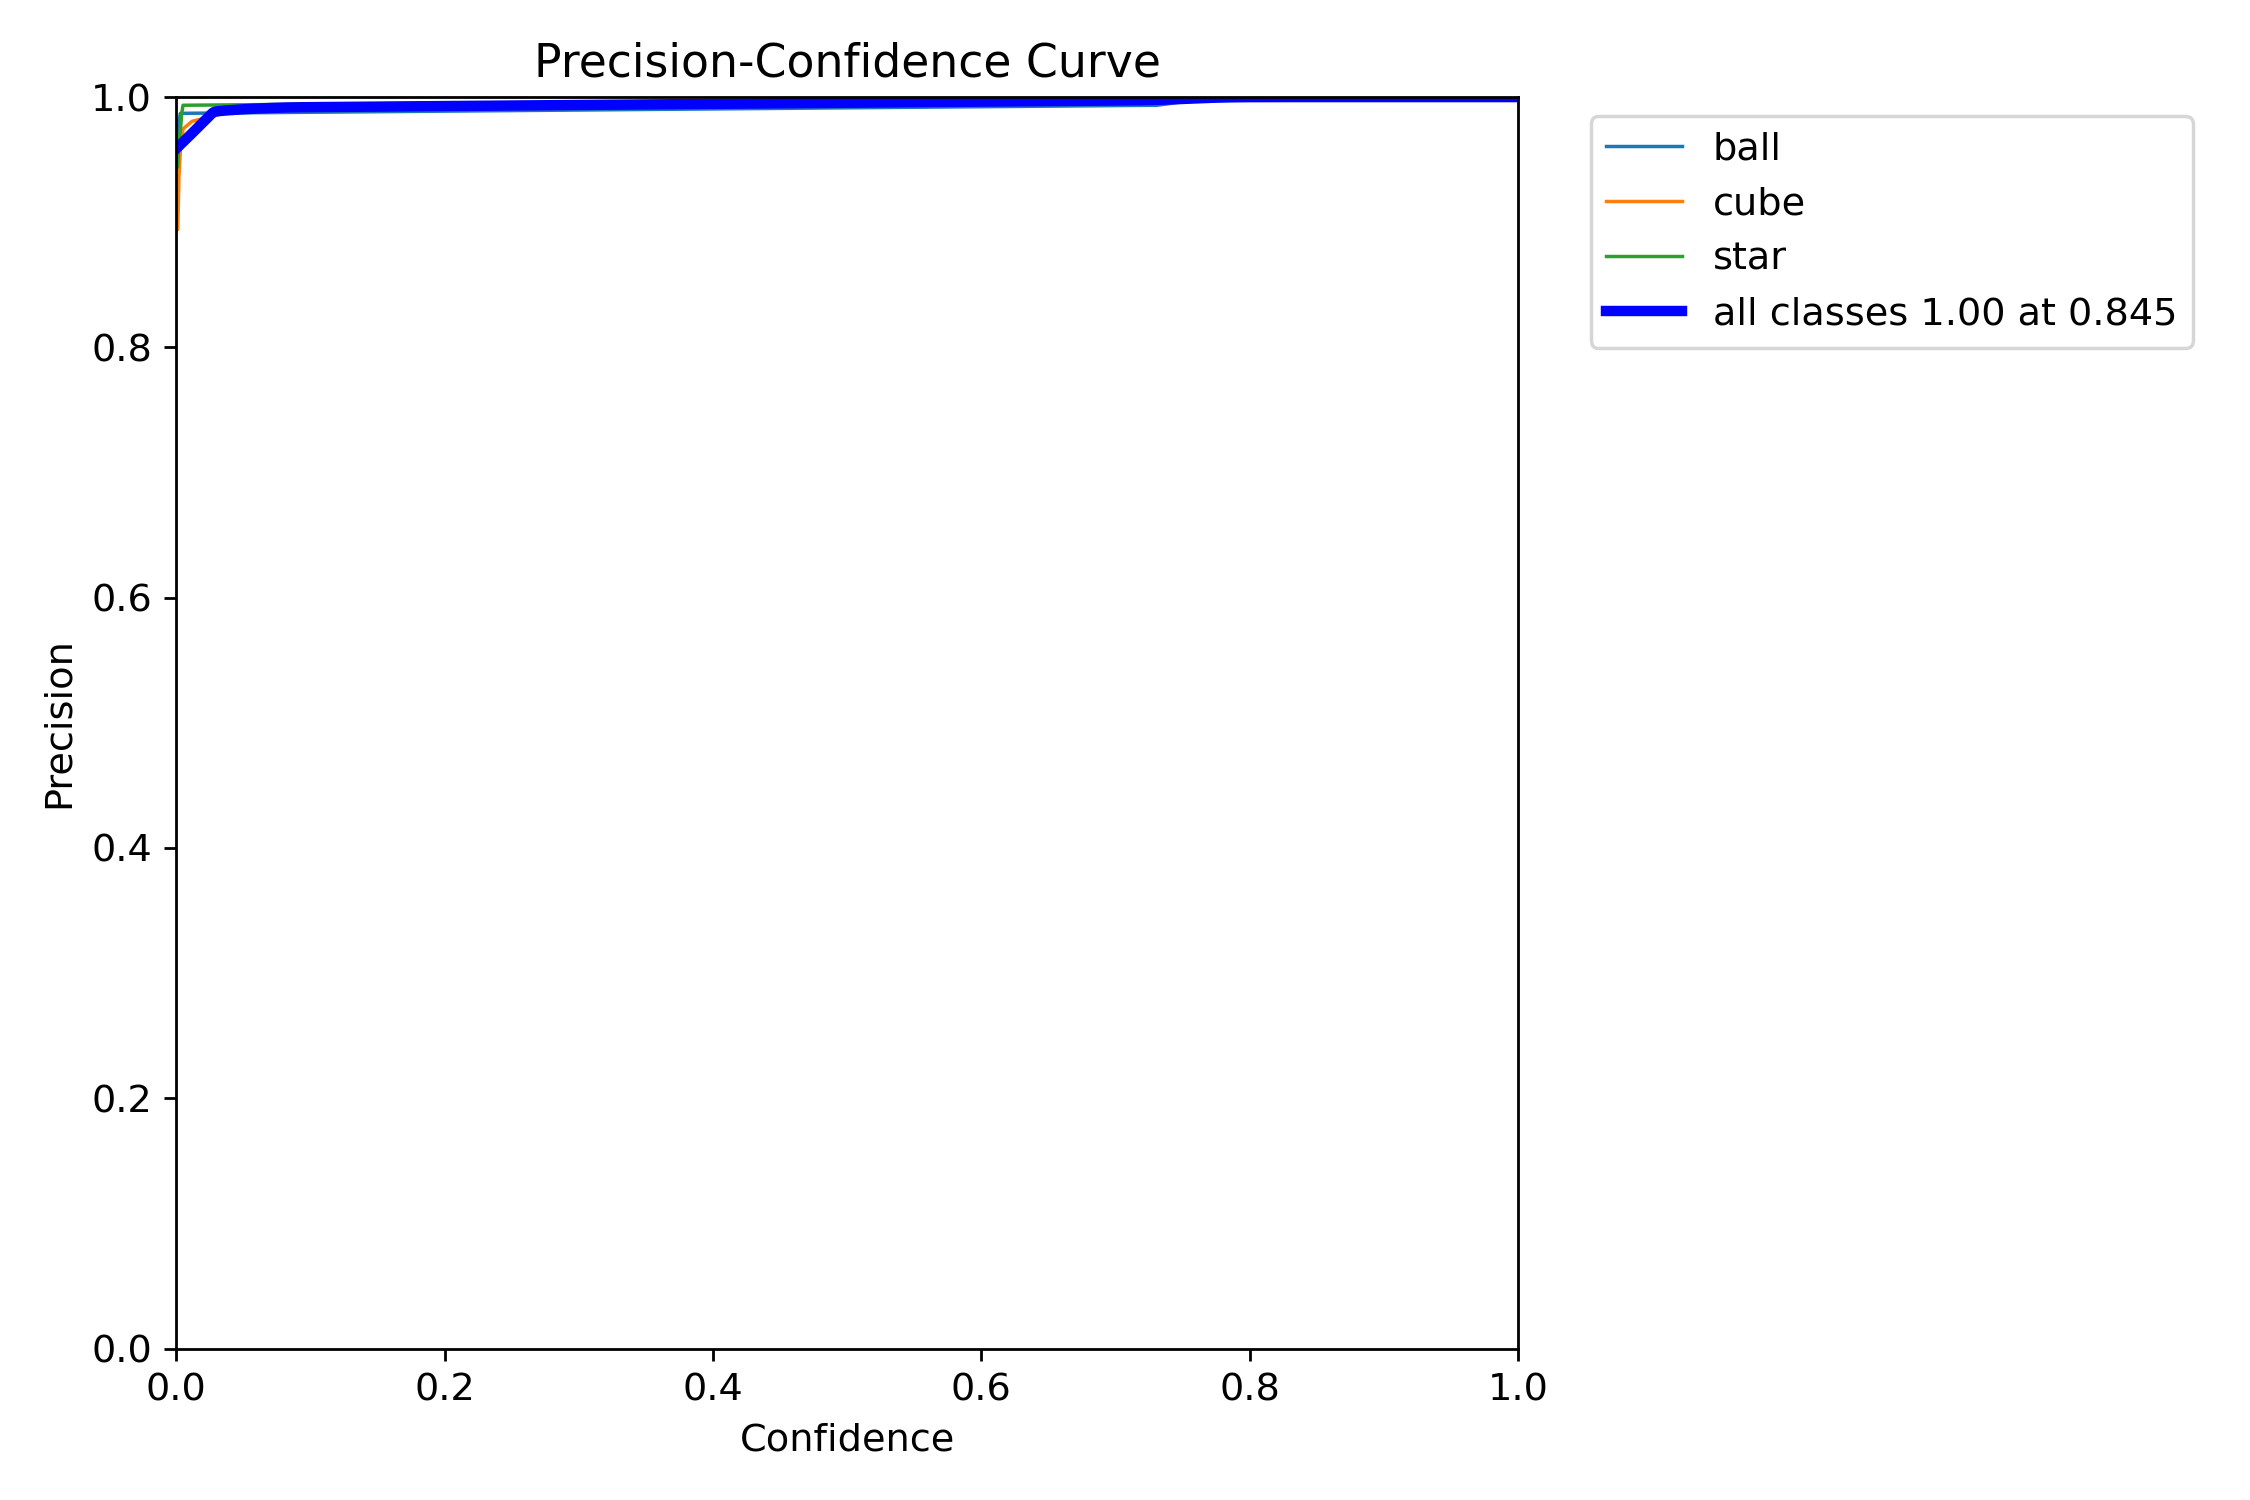 Precision-Confidence Curve
1.0
0.8
0.6
0.4
0.2
0.0
Precision
0.0 0.2 0.4 0.6 0.8 1.0
Confidence
ball
cube
star
all classes 1.00 at 0.845